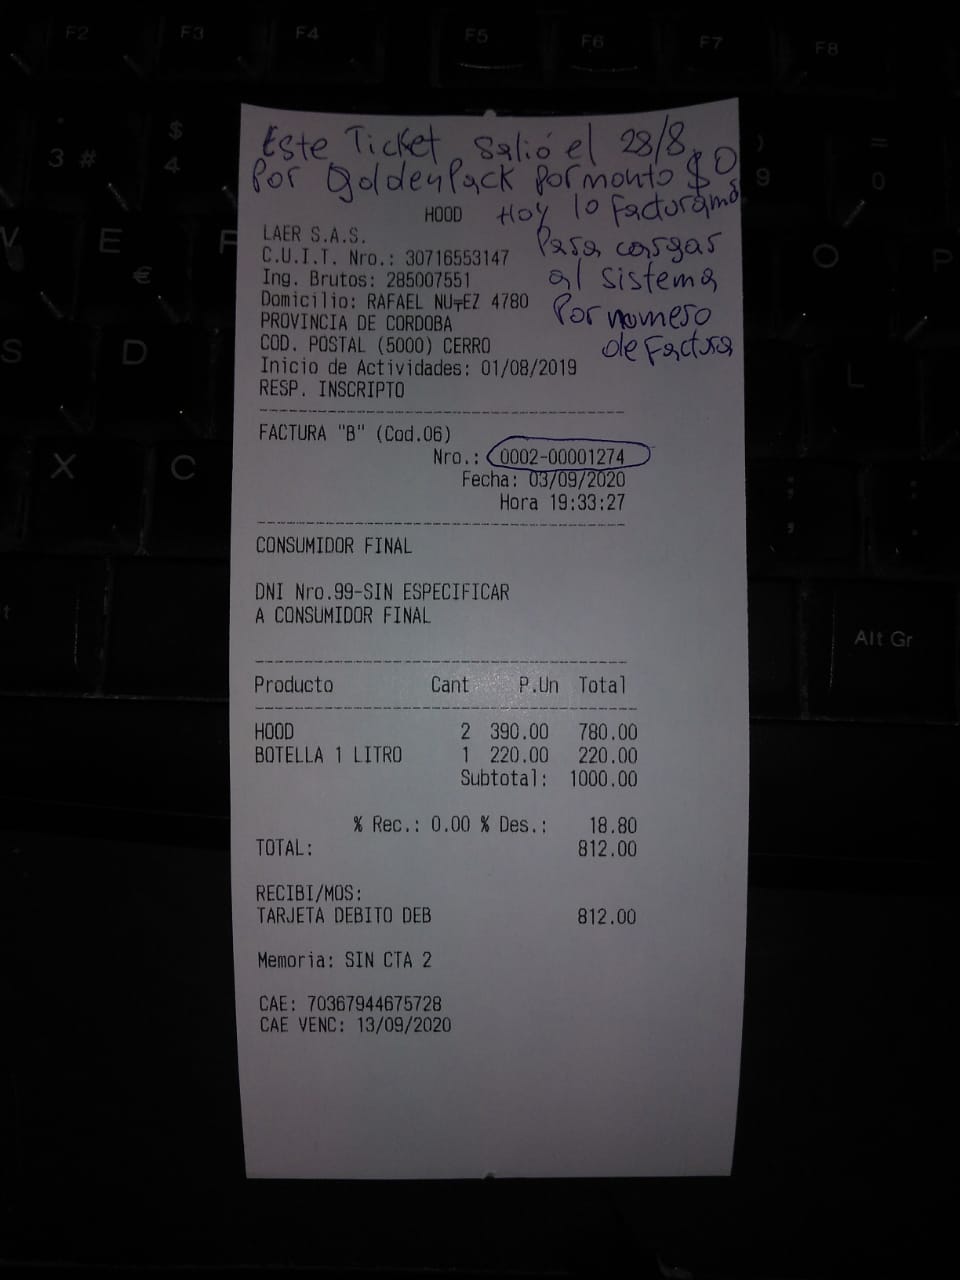 F2 F3 F4 F5 F6 F7 F8
3 # $ 4 ) 9 = 0
E € O P
S D L
X C ; , : .
Alt Gr
Este Ticket salió el 28/8
Por GoldenPack por monto $0
Hoy lo facturamos
Para cargar
al sistema
Por numero
de factura
HOOD
LAER S.A.S.
C.U.I.T. Nro.: 30716553147
Ing. Brutos: 285007551
Domicilio: RAFAEL NU╤EZ 4780
PROVINCIA DE CORDOBA
COD. POSTAL (5000) CERRO
Inicio de Actividades: 01/08/2019
RESP. INSCRIPTO
FACTURA "B" (Cod.06)
Nro.: 0002-00001274
Fecha: 03/09/2020
Hora 19:33:27
CONSUMIDOR FINAL
DNI Nro.99-SIN ESPECIFICAR
A CONSUMIDOR FINAL
Producto Cant P.Un Total
HOOD 2 390.00 780.00
BOTELLA 1 LITRO 1 220.00 220.00
Subtotal: 1000.00
% Rec.: 0.00 % Des.: 18.80
TOTAL: 812.00
RECIBI/MOS:
TARJETA DEBITO DEB 812.00
Memoria: SIN CTA 2
CAE: 70367944675728
CAE VENC: 13/09/2020